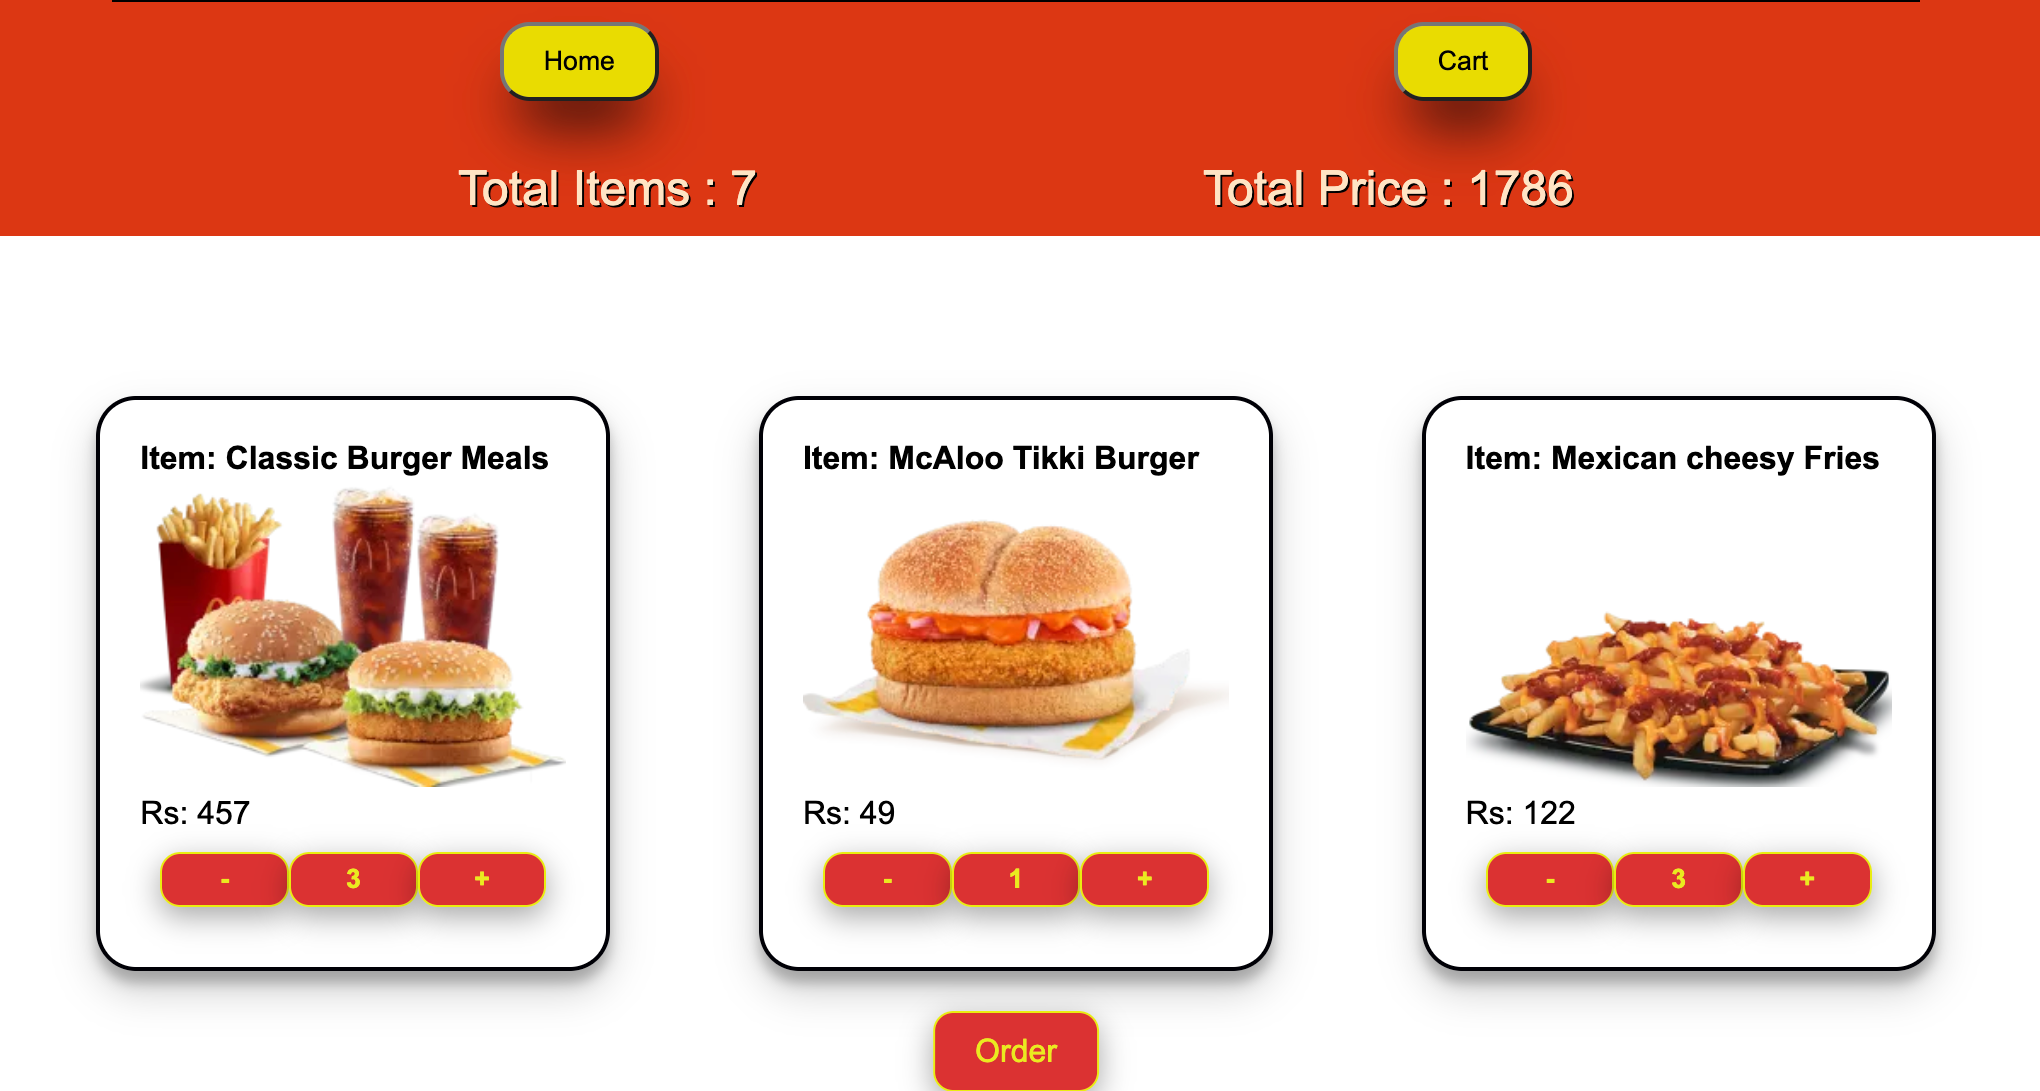 Home
Cart
Total Items : 7
Total Price : 1786
Item: Classic Burger Meals
Rs: 457
- 3 +
Item: McAloo Tikki Burger
Rs: 49
- 1 +
Item: Mexican cheesy Fries
Rs: 122
- 3 +
Order